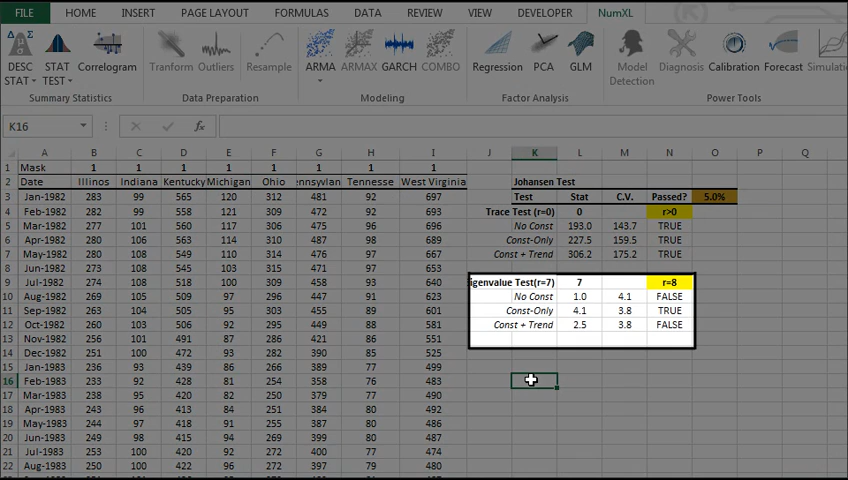 FILE HOME INSERT PAGE LAYOUT FORMULAS DATA REVIEW VIEW DEVELOPER NumXL
DESC STAT STAT TEST Correlogram Tranform Outliers Resample ARMA ARMAX GARCH COMBO Regression PCA GLM Model Detection Diagnosis Calibration Forecast Simulatio
Summary Statistics Data Preparation Modeling Factor Analysis Power Tools
K16 fx
A B C D E F G H I J K L M N O P Q
1 Mask 1 1 1 1 1 1 1 1
2 Date Illinos Indiana Kentucky Michigan Ohio ennsyvlan Tennesse West Virginia Johansen Test
3 Jan-1982 283 99 565 120 312 481 92 697 Test Stat C.V. Passed? 5.0%
4 Feb-1982 282 99 558 121 309 472 92 693 Trace Test (r=0) 0 r>0
5 Mar-1982 277 101 560 117 306 475 92 696 No Const 193.0 143.7 TRUE
6 Apr-1982 280 106 563 114 310 487 98 689 Const-Only 227.5 159.5 TRUE
7 May-1982 280 108 564 110 307 490 97 667 Const + Trend 306.2 175.2 TRUE
8 Jun-1982 273 108 545 103 315 471 97 653
9 Jul-1982 274 108 518 100 309 464 93 640 igenvalue Test(r=7) 7 r=8
10 Aug-1982 269 105 509 97 296 447 91 623 No Const 1.0 4.1 FALSE
11 Sep-1982 263 104 505 95 303 455 89 601 Const-Only 4.1 3.8 TRUE
12 Oct-1982 260 103 512 95 295 449 88 581 Const + Trend 2.5 3.8 FALSE
13 Nov-1982 256 101 491 87 286 421 86 551
14 Dec-1982 251 100 472 93 282 390 85 525
15 Jan-1983 236 93 439 86 266 389 77 499
16 Feb-1983 233 92 428 81 254 358 76 483
17 Mar-1983 238 95 420 82 250 379 77 490
18 Apr-1983 243 96 413 84 251 384 80 492
19 May-1983 244 97 418 91 255 387 80 486
20 Jun-1983 249 98 415 94 269 392 80 487
21 Jul-1983 253 100 420 92 272 384 80 474
22 Aug-1983 250 100 422 96 272 397 79 480